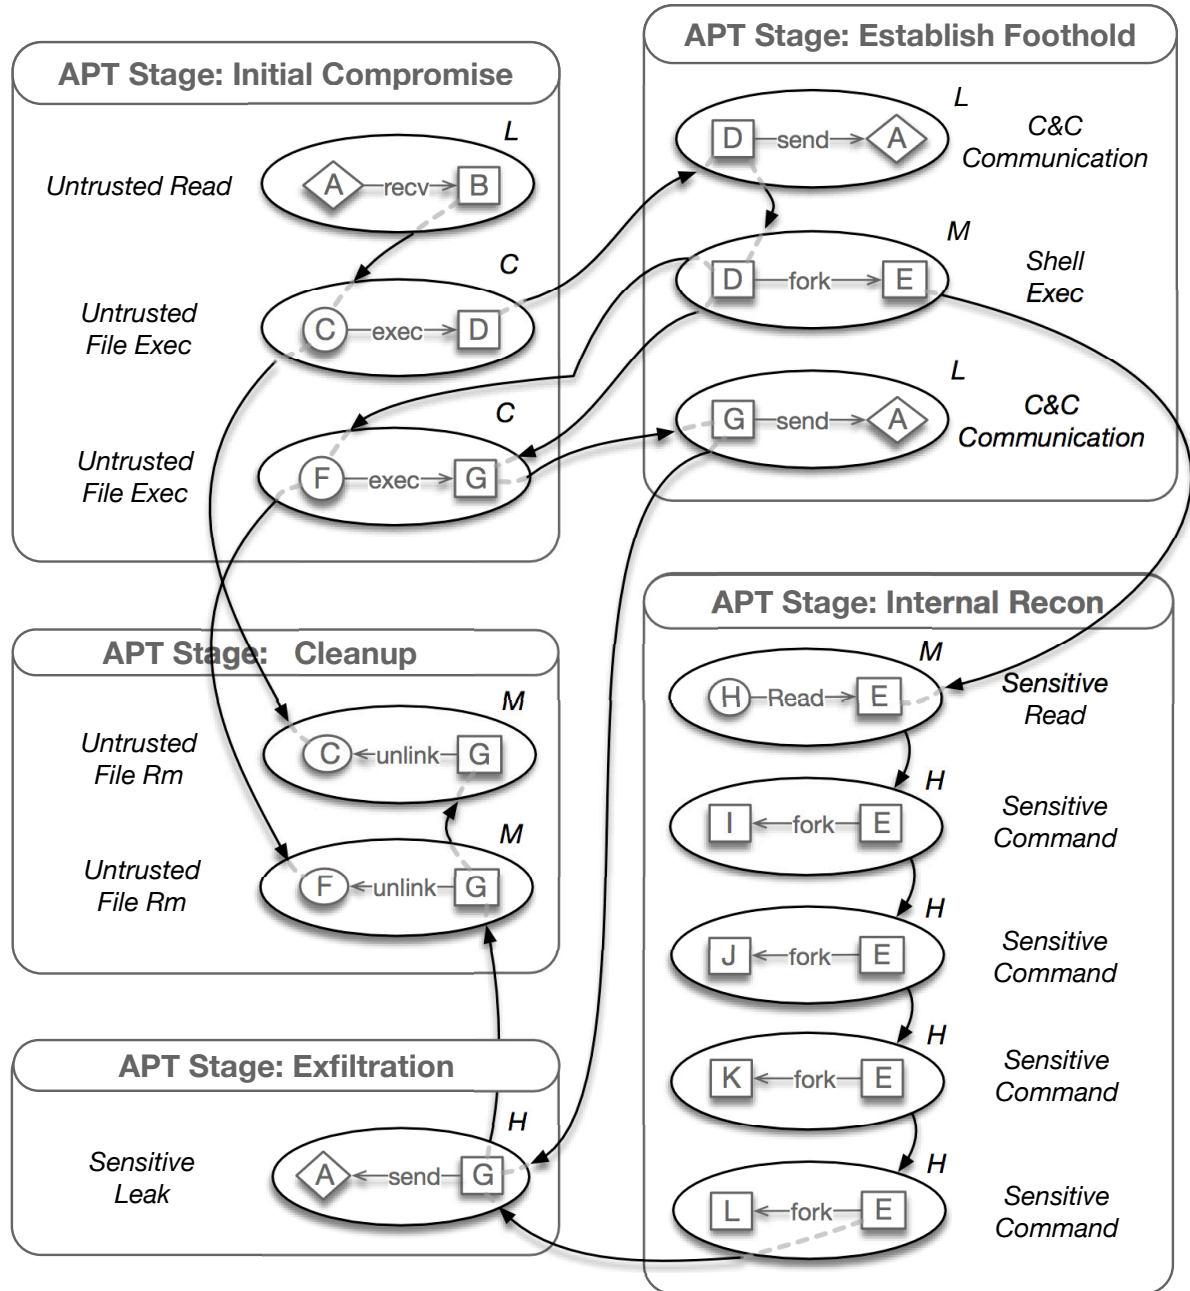 APT Stage: Initial Compromise
L
Untrusted Read
A recv B
C
Untrusted
File Exec
C exec D
C
Untrusted
File Exec
F exec G
APT Stage: Establish Foothold
L
D send A
C&C
Communication
M
D fork E
Shell
Exec
L
G send A
C&C
Communication
APT Stage: Cleanup
M
Untrusted
File Rm
C unlink G
M
Untrusted
File Rm
F unlink G
APT Stage: Exfiltration
H
Sensitive
Leak
A send G
APT Stage: Internal Recon
M
H Read E
Sensitive
Read
H
I fork E
Sensitive
Command
H
J fork E
Sensitive
Command
H
K fork E
Sensitive
Command
H
L fork E
Sensitive
Command